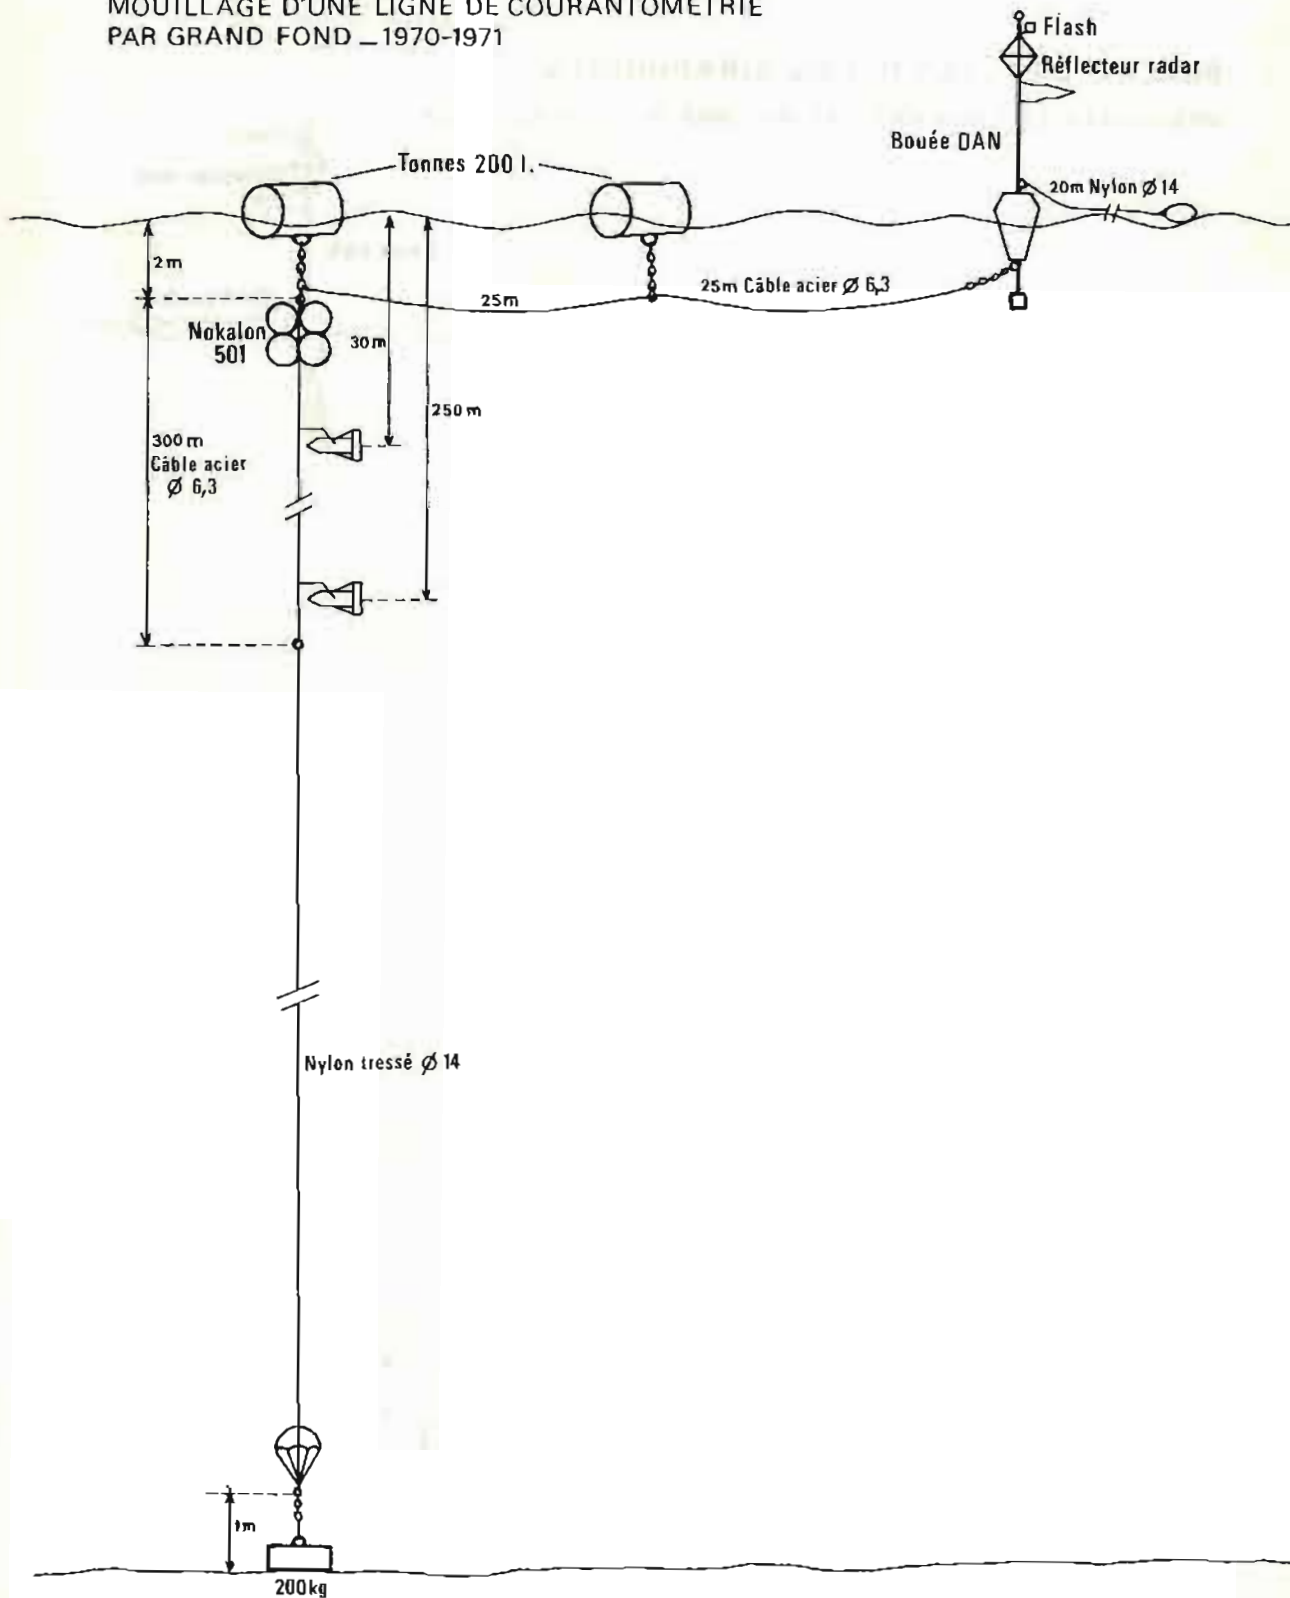 MOUILLAGE D'UNE LIGNE DE COURANTOMETRIE
PAR GRAND FOND _ 1970-1971
Flash
Réflecteur radar
Bouée DAN
Tonnes 200 l.
20m Nylon Ø 14
2m
25m Câble acier Ø 6,3
25m
Nokalon
50l
30m
250m
300m
Câble acier
Ø 6,3
Nylon tressé Ø 14
1m
200kg